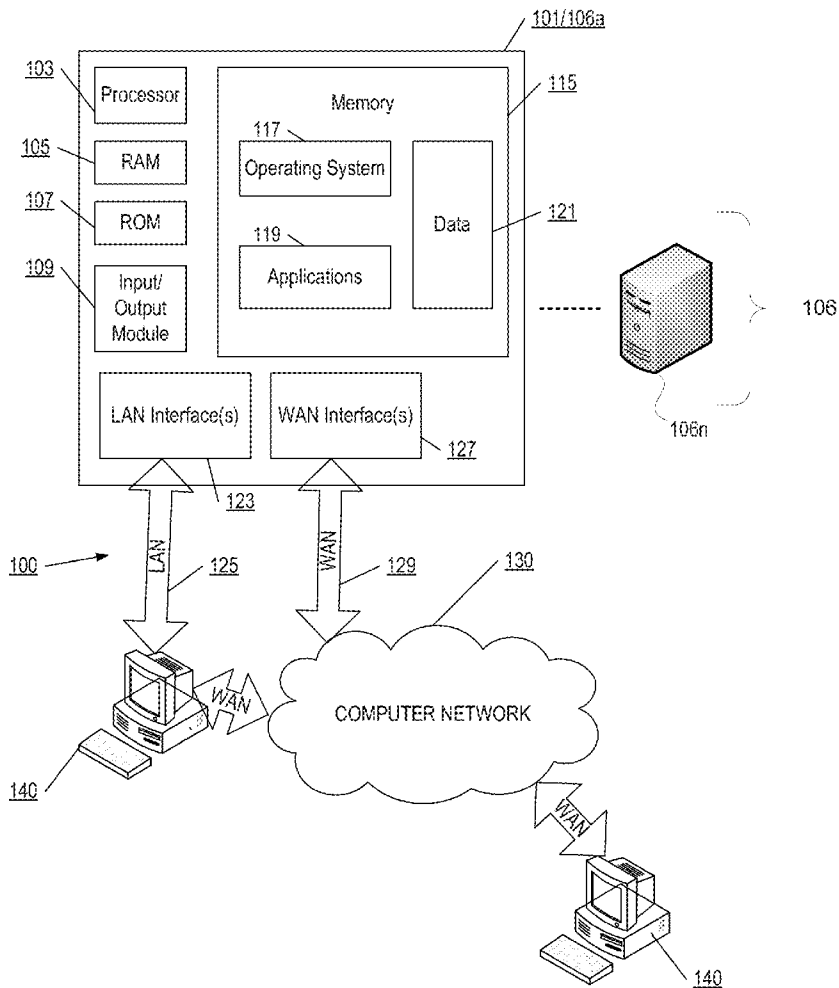 101/106a
103
Processor
Memory
115
105
RAM
117
Operating System
107
ROM
Data
121
119
Applications
109
Input/
Output
Module
106
106n
LAN Interface(s)
WAN Interface(s)
127
123
100
LAN
125
WAN
129
130
WAN
COMPUTER NETWORK
140
WAN
140